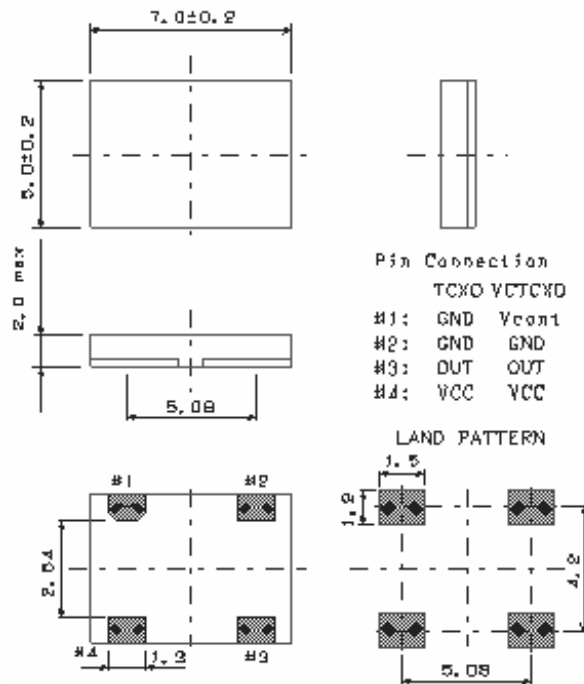 7.0±0.2
5.0±0.2
2.0 max
5.08
Pin Connection
TCXO VCTCXO
#1: GND Vcont
#2: GND GND
#3: OUT OUT
#4: VCC VCC
LAND PATTERN
#1 #2
2.54
#4 1.3 #3
1.5
1.2
4.2
5.08